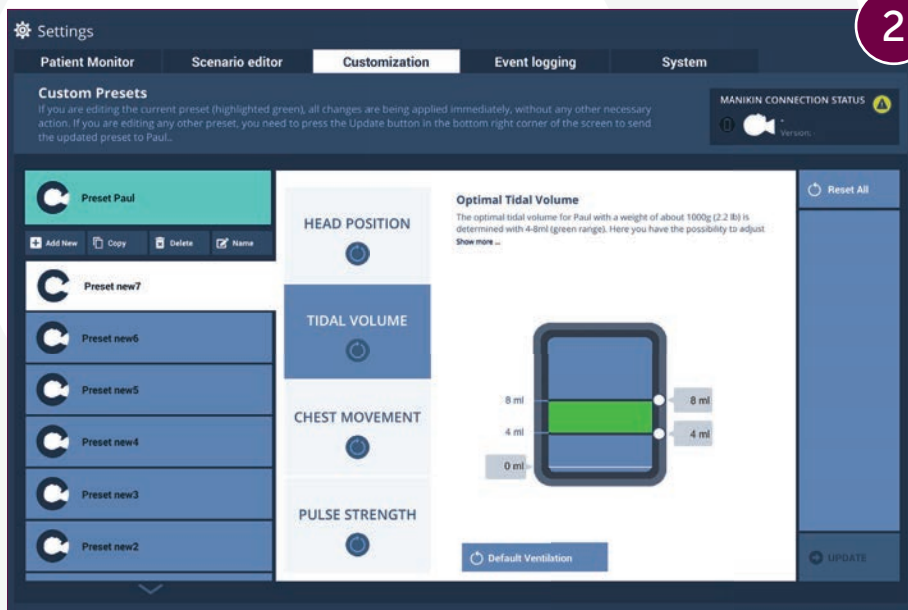 2
Settings
Patient Monitor
Scenario editor
Customization
Event logging
System
Custom Presets
If you are editing the current preset (highlighted green), all changes are being applied immediately, without any other necessary
action. If you are editing any other preset, you need to press the Update button in the bottom right corner of the screen to send
the updated preset to Paul..
MANIKIN CONNECTION STATUS
-
Version: -
Preset Paul
Add New
Copy
Delete
Name
Preset new7
Preset new6
Preset new5
Preset new4
Preset new3
Preset new2
HEAD POSITION
TIDAL VOLUME
CHEST MOVEMENT
PULSE STRENGTH
Optimal Tidal Volume
The optimal tidal volume for Paul with a weight of about 1000g (2.2 lb) is
determined with 4-8ml (green range). Here you have the possibility to adjust
Show more ...
8 ml
8 ml
4 ml
4 ml
0 ml
Default Ventilation
Reset All
UPDATE